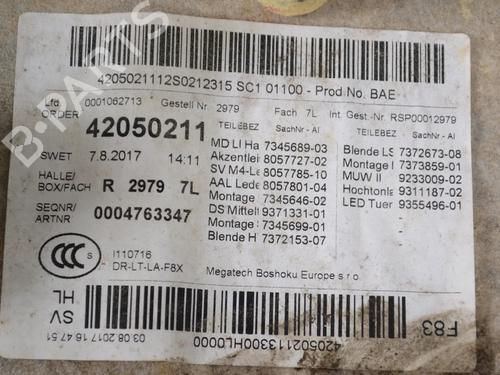 B-PARTS
4205021112S0212315 SC1 01100 - Prod No. BAE
Lfd 0001062713 Gestell Nr. 2979 Fach 7L Int Gest.-Nr. RSP00012979
ORDER 42050211
SWET 7.8.2017 14:11
HALLE/
BOX/FACH R 2979 7L
SEQNR/
ARTNR 0004763347
TEILEBEZ SachNr - AI
MD LI Ha 7345689-03
Akzentlei 8057727-02
SV M4-Le 8057785-10
AAL Lede 8057801-04
Montage 7345646-02
DS Mittelt 9371331-01
Montage 7345699-01
Blende H 7372153-07
TEILEBEZ SachNr - AI
Blende LS 7372673-08
Montage 7373859-01
MUW II 9233009-02
Hochtonl 9311187-02
LED Tuer 9355496-01
CCC S
I110716
DR-LT-LA-F8X
Megatech Boshoku Europe s.r.o.
SV
HL
03.08.2017 16:47:51
420502113300HL0000
F83